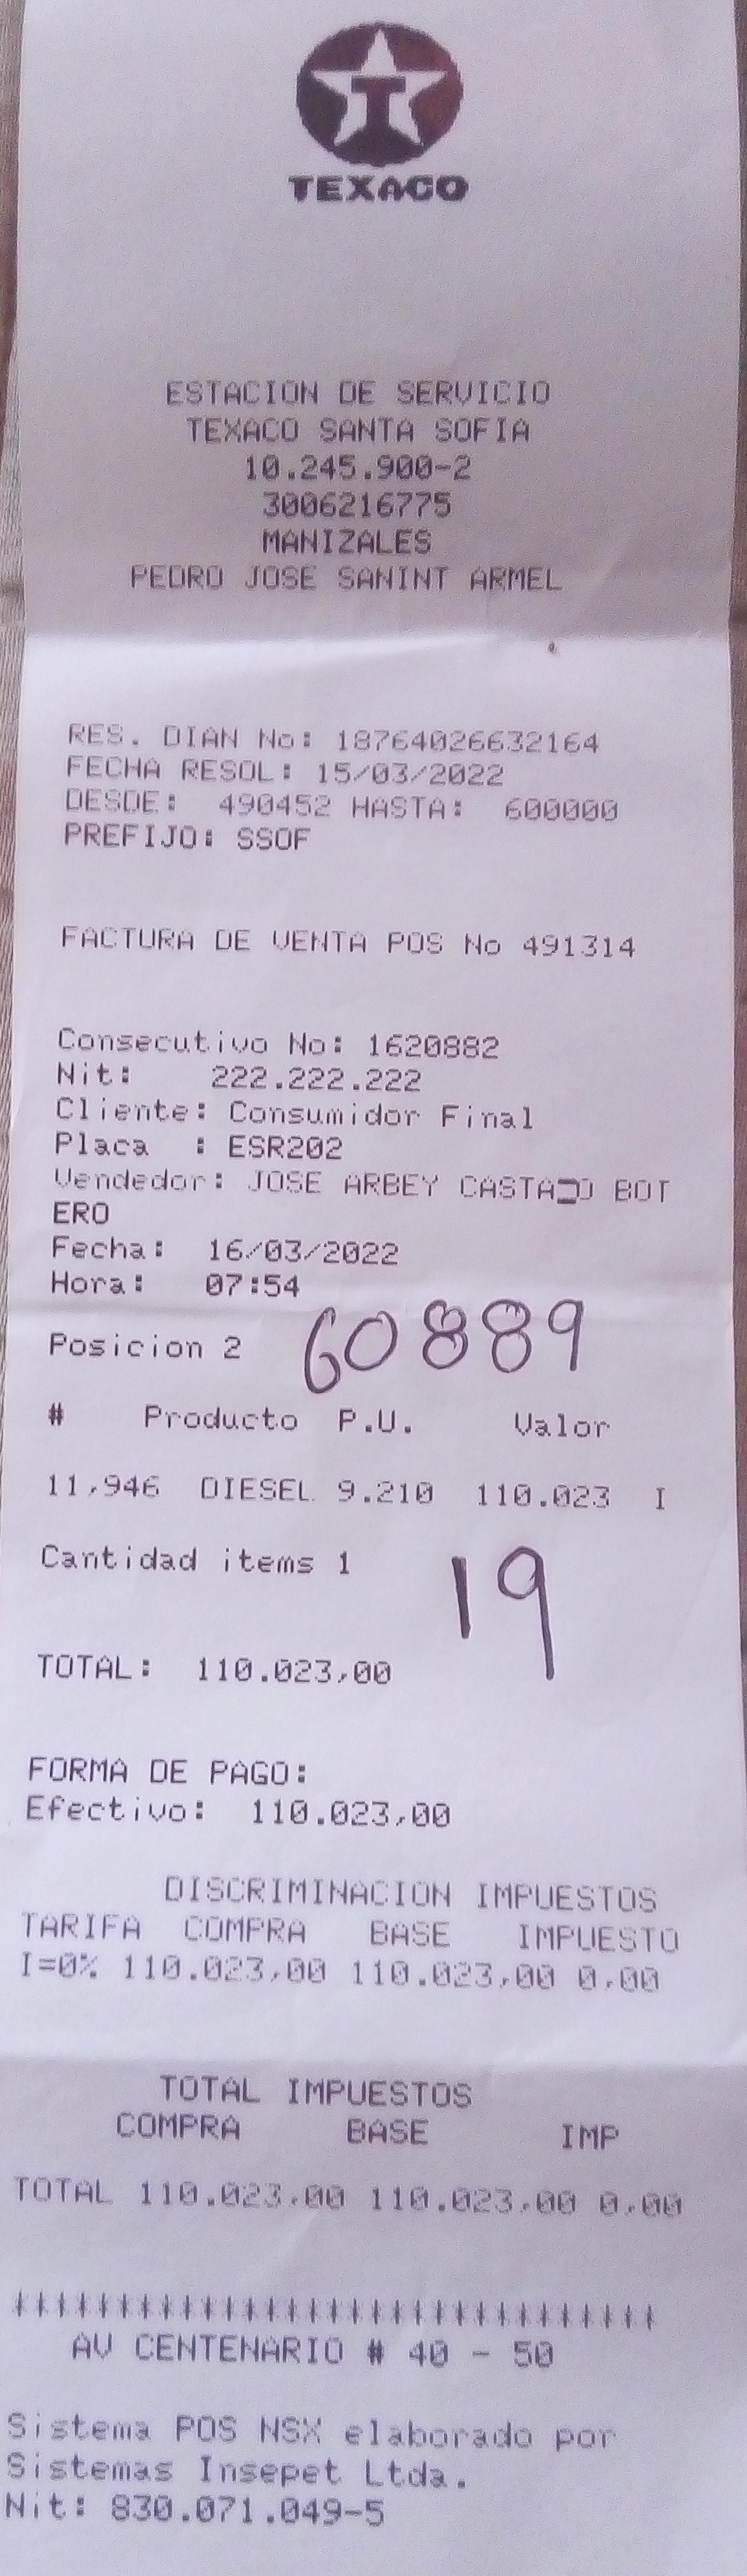 TEXACO
ESTACION DE SERVICIO
TEXACO SANTA SOFIA
10.245.900-2
3006216775
MANIZALES
PEDRO JOSE SANINT ARMEL
RES. DIAN No: 18764026632164
FECHA RESOL: 15/03/2022
DESDE: 490452 HASTA: 600000
PREFIJO: SSOF
FACTURA DE VENTA POS No 491314
Consecutivo No: 1620882
Nit: 222.222.222
Cliente: Consumidor Final
Placa : ESR202
Vendedor: JOSE ARBEY BOT
ERO
Fecha: 16/03/2022
Hora: 07:54
Posicion 2 60889
# Producto P.U. Valor
11,946 DIESEL 9.210 110.023 I
Cantidad items 1
19
TOTAL: 110.023,00
FORMA DE PAGO:
Efectivo: 110.023,00
DISCRIMINACION IMPUESTOS
TARIFA COMPRA BASE IMPUESTO
I=0% 110.023,00 110.023,00 0,00
TOTAL IMPUESTOS
COMPRA BASE IMP
TOTAL 110.023,00 110.023,00 0,00
*******************************
AV CENTENARIO # 40 - 50
Sistema POS NSX elaborado por
Sistemas Insepet Ltda.
Nit: 830.071.049-5